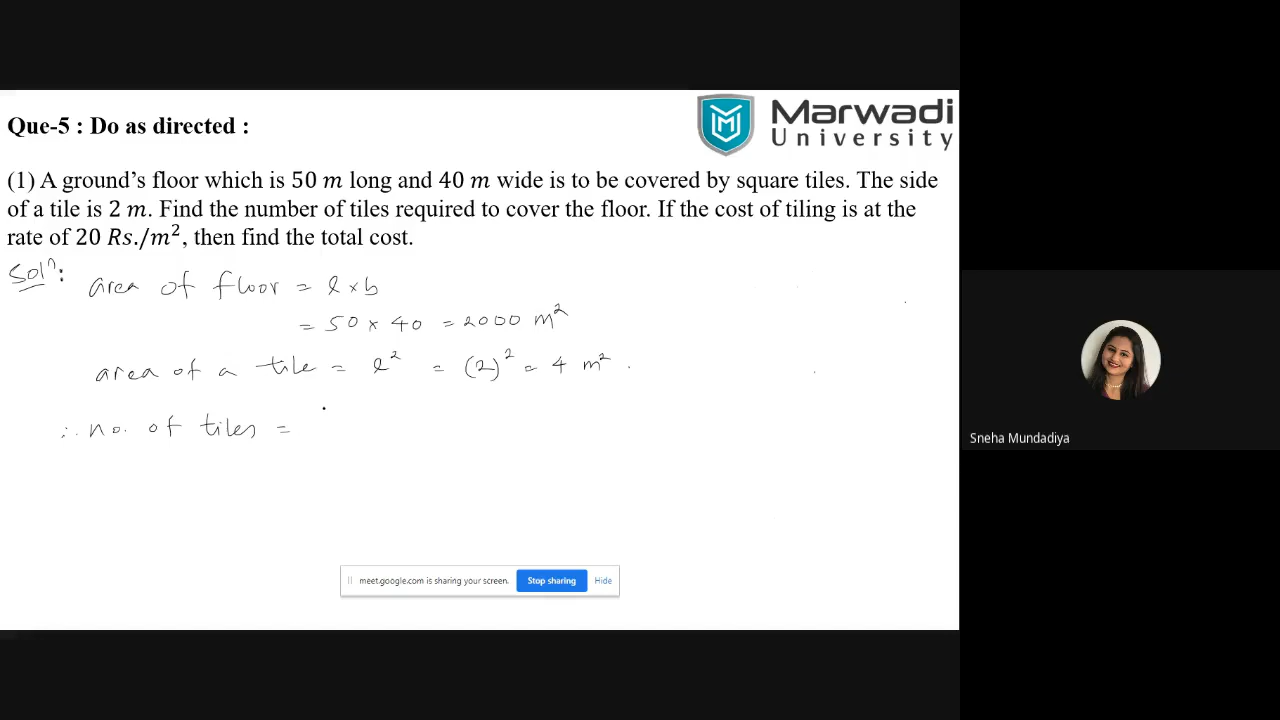 Marwadi
University
Que-5 : Do as directed :
(1) A ground’s floor which is 50 m long and 40 m wide is to be covered by square tiles. The side
of a tile is 2 m. Find the number of tiles required to cover the floor. If the cost of tiling is at the
rate of 20 Rs./m², then find the total cost.
Solⁿ:
area of floor = l × b
= 50 × 40 = 2000 m²
area of a tile = l² = (2)² = 4 m².
∴ no. of tiles =
Sneha Mundadiya
meet.google.com is sharing your screen. Stop sharing Hide